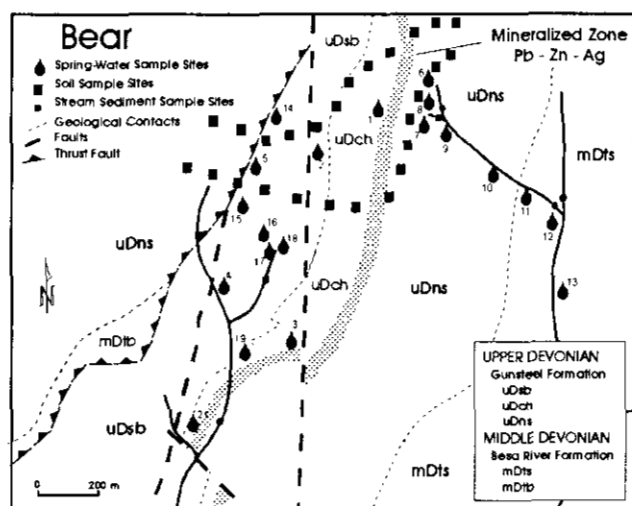 Bear
Spring-Water Sample Sites
Soil Sample Sites
Stream Sediment Sample Sites
Geological Contacts
Faults
Thrust Fault
Mineralized Zone
Pb - Zn - Ag
uDsb
uDns
mDts
uDch
14
1
6
8
7
9
5
10
11
12
15
16
18
17
uDns
uDch
uDns
4
13
N
mDtb
19
3
uDsb
mDts
200 m
UPPER DEVONIAN
Gunsteel Formation
uDsb
uDch
uDns
MIDDLE DEVONIAN
Besa River Formation
mDts
mDtb